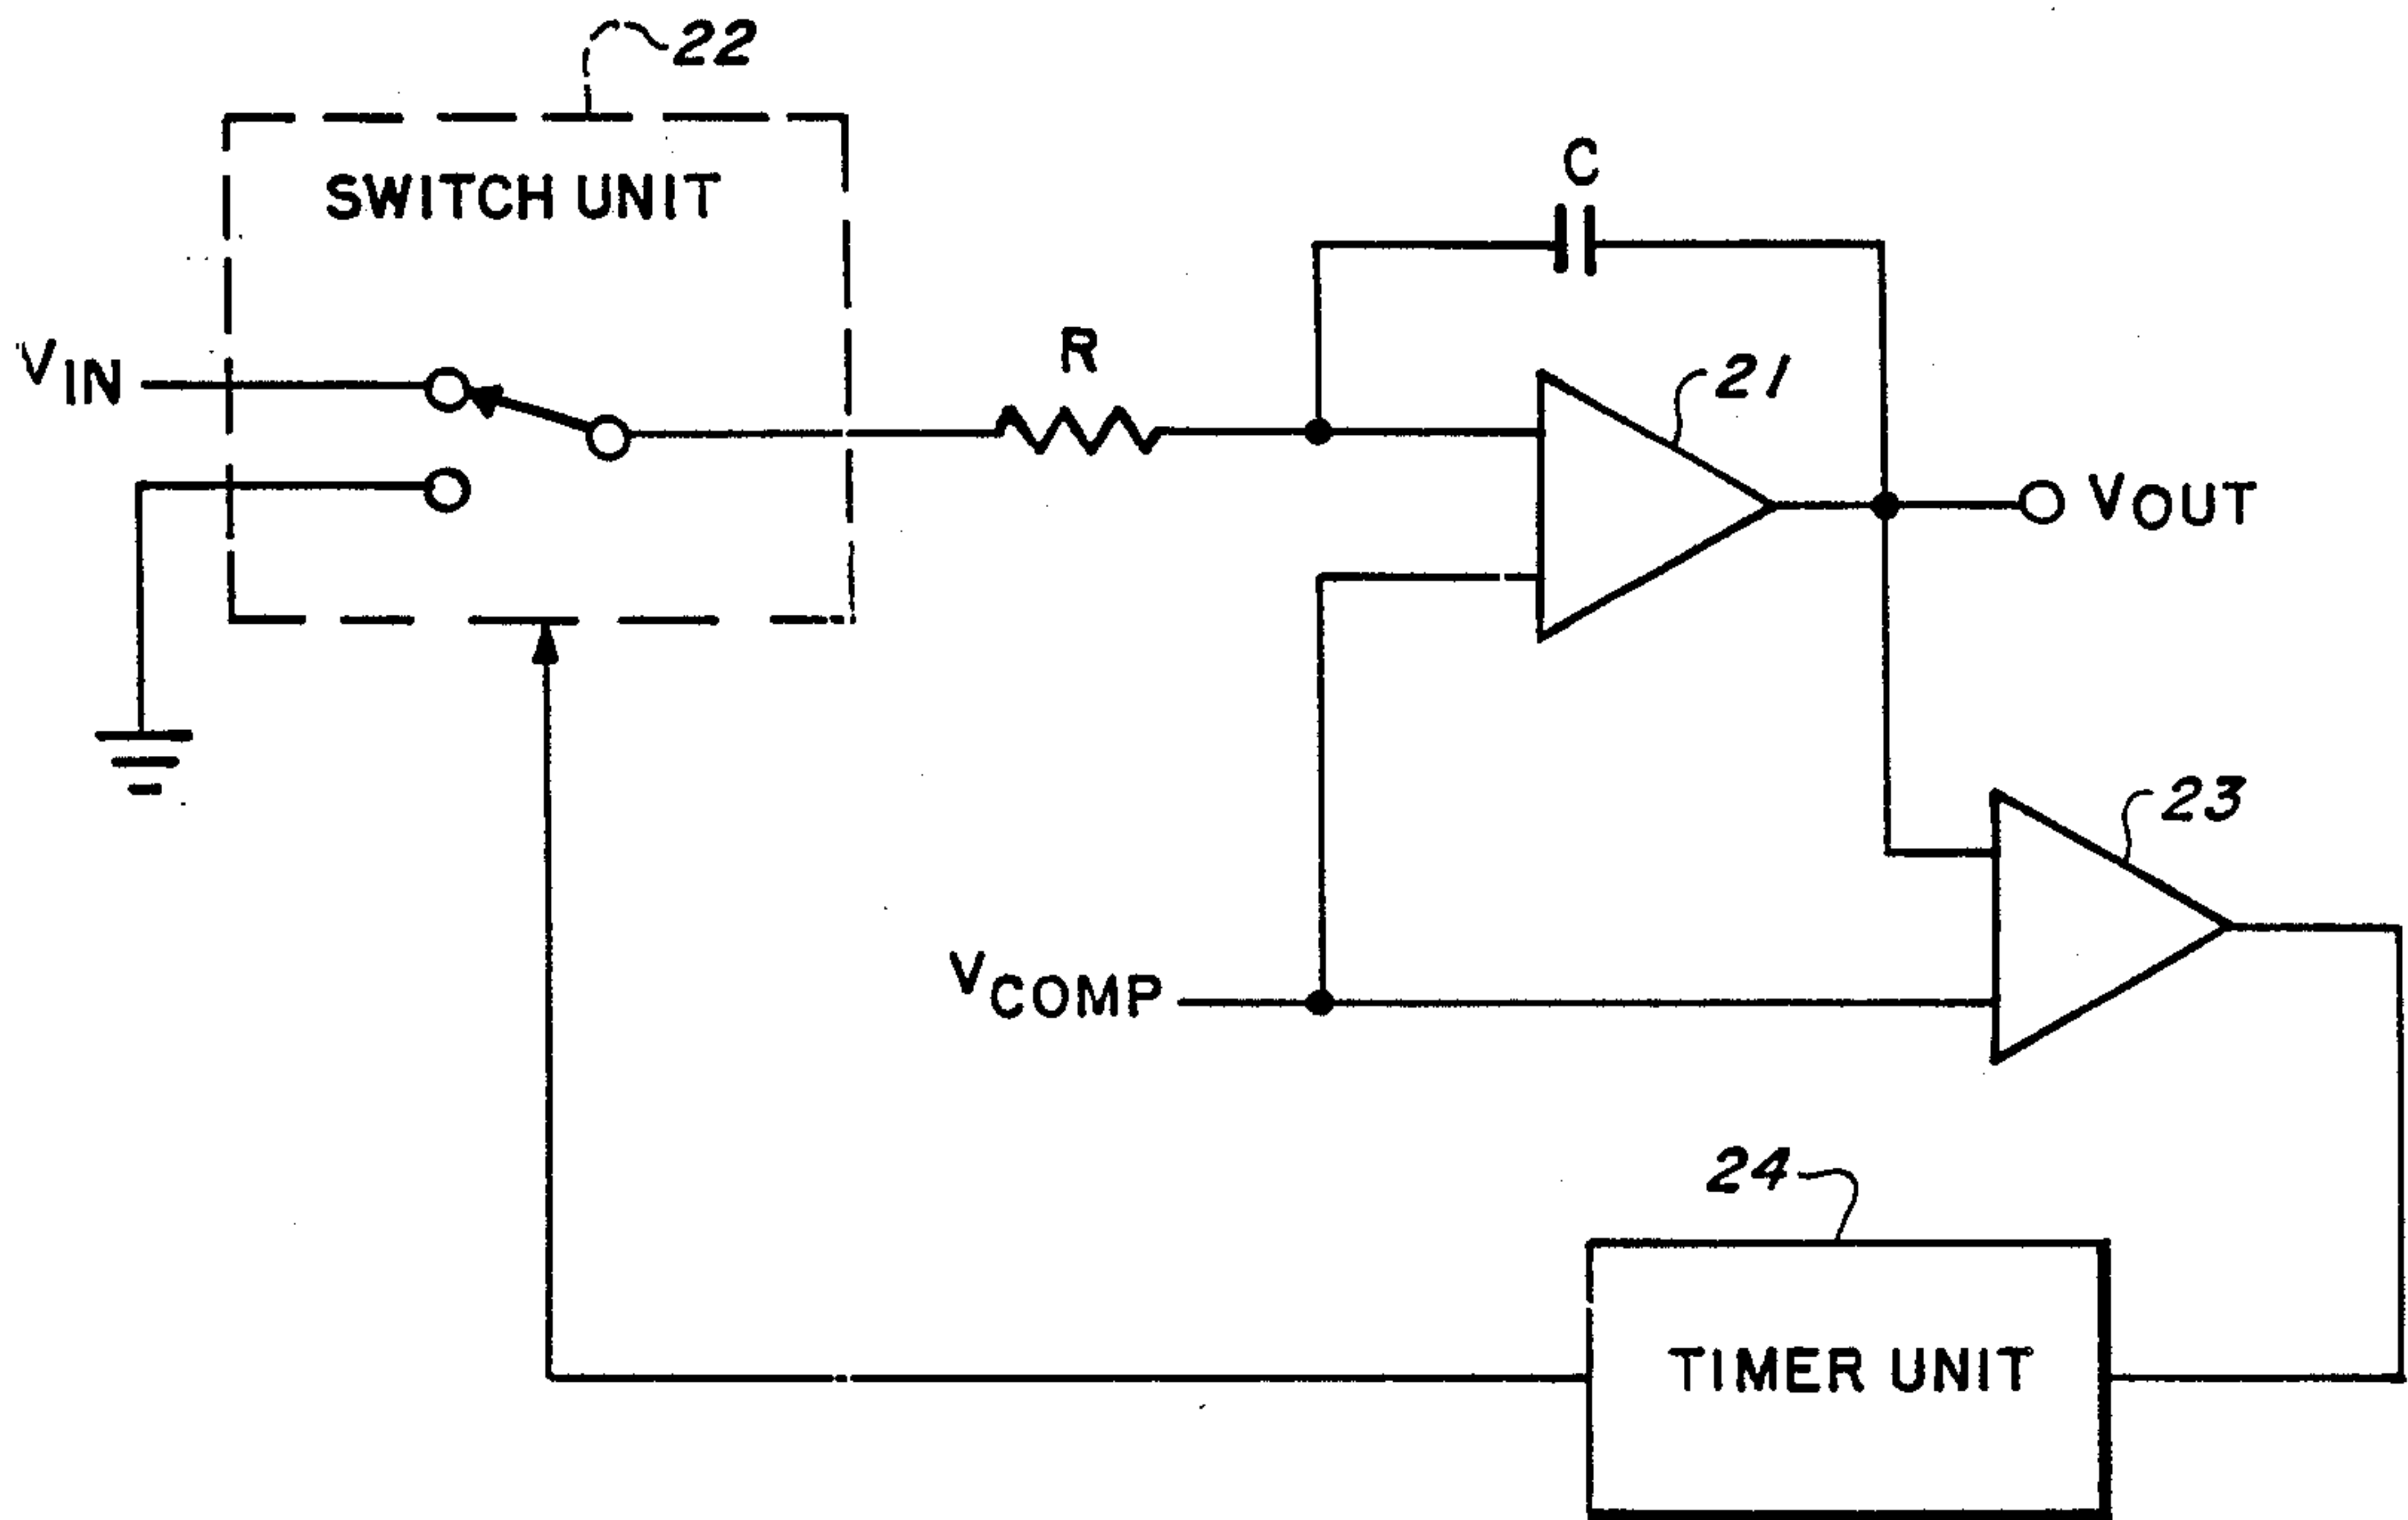 22
SWITCH UNIT
C
VIN
R
21
VOUT
23
VCOMP
24
TIMER UNIT